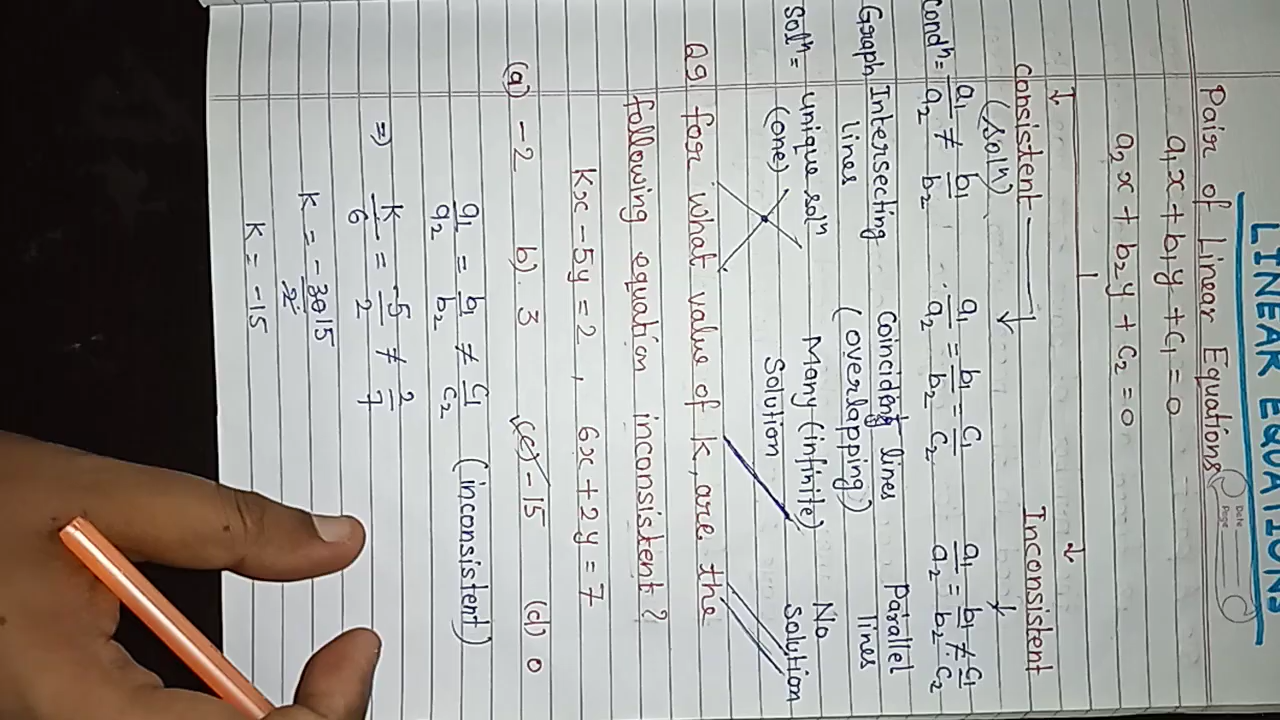 LINEAR EQUATIONS
Date
Page
Pair of Linear Equations
a₁x + b₁y + c₁ = 0
a₂x + b₂y + c₂ = 0
Consistent Inconsistent
(solⁿ)
Condⁿ = a₁/a₂ ≠ b₁/b₂ a₁/a₂ = b₁/b₂ = c₁/c₂ a₁/a₂ = b₁/b₂ ≠ c₁/c₂
Graph Intersecting lines Coinciding lines (overlapping) Parallel lines
Solⁿ = unique solⁿ (one) Many (infinite) Solution No Solution
Q9 for what value of k, are the
following equation inconsistent?
Kx - 5y = 2 , 6x + 2y = 7
(a) -2 b). 3 (c) -15 (d) 0
a₁/a₂ = b₁/b₂ ≠ c₁/c₂ (inconsistent)
⇒ k/6 = -5/2 ≠ 2/7
k = -30/2 15
k = -15